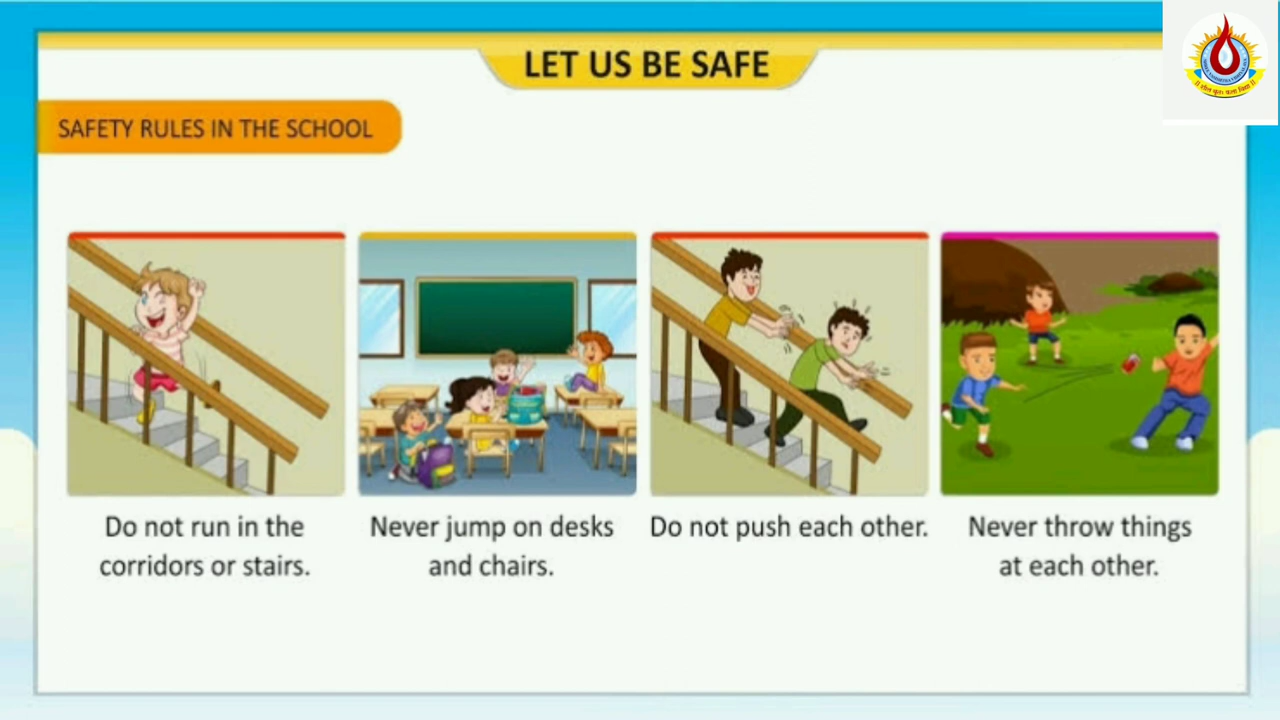 LET US BE SAFE
SAFETY RULES IN THE SCHOOL
Do not run in the
corridors or stairs.
Never jump on desks
and chairs.
Do not push each other.
Never throw things
at each other.